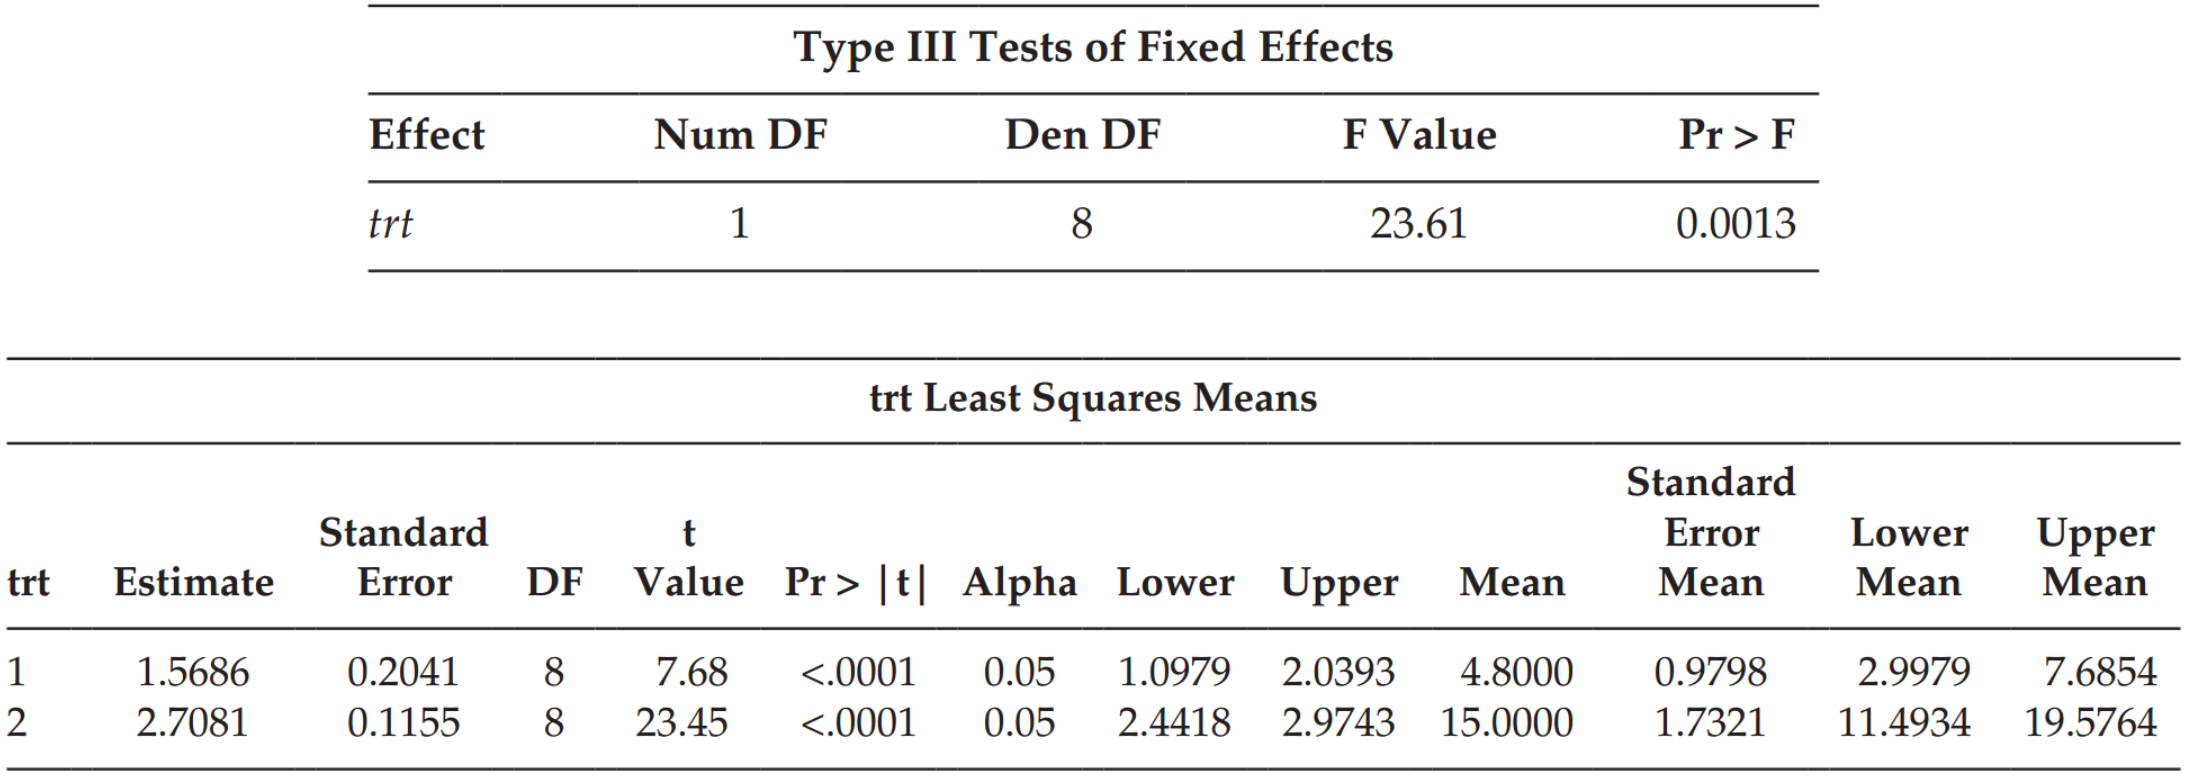 Type III Tests of Fixed Effects
Effect Num DF Den DF F Value Pr > F
trt 1 8 23.61 0.0013
trt Least Squares Means
trt Estimate Standard Error DF t Value Pr > |t| Alpha Lower Upper Mean Standard Error Mean Lower Mean Upper Mean
1 1.5686 0.2041 8 7.68 <.0001 0.05 1.0979 2.0393 4.8000 0.9798 2.9979 7.6854
2 2.7081 0.1155 8 23.45 <.0001 0.05 2.4418 2.9743 15.0000 1.7321 11.4934 19.5764